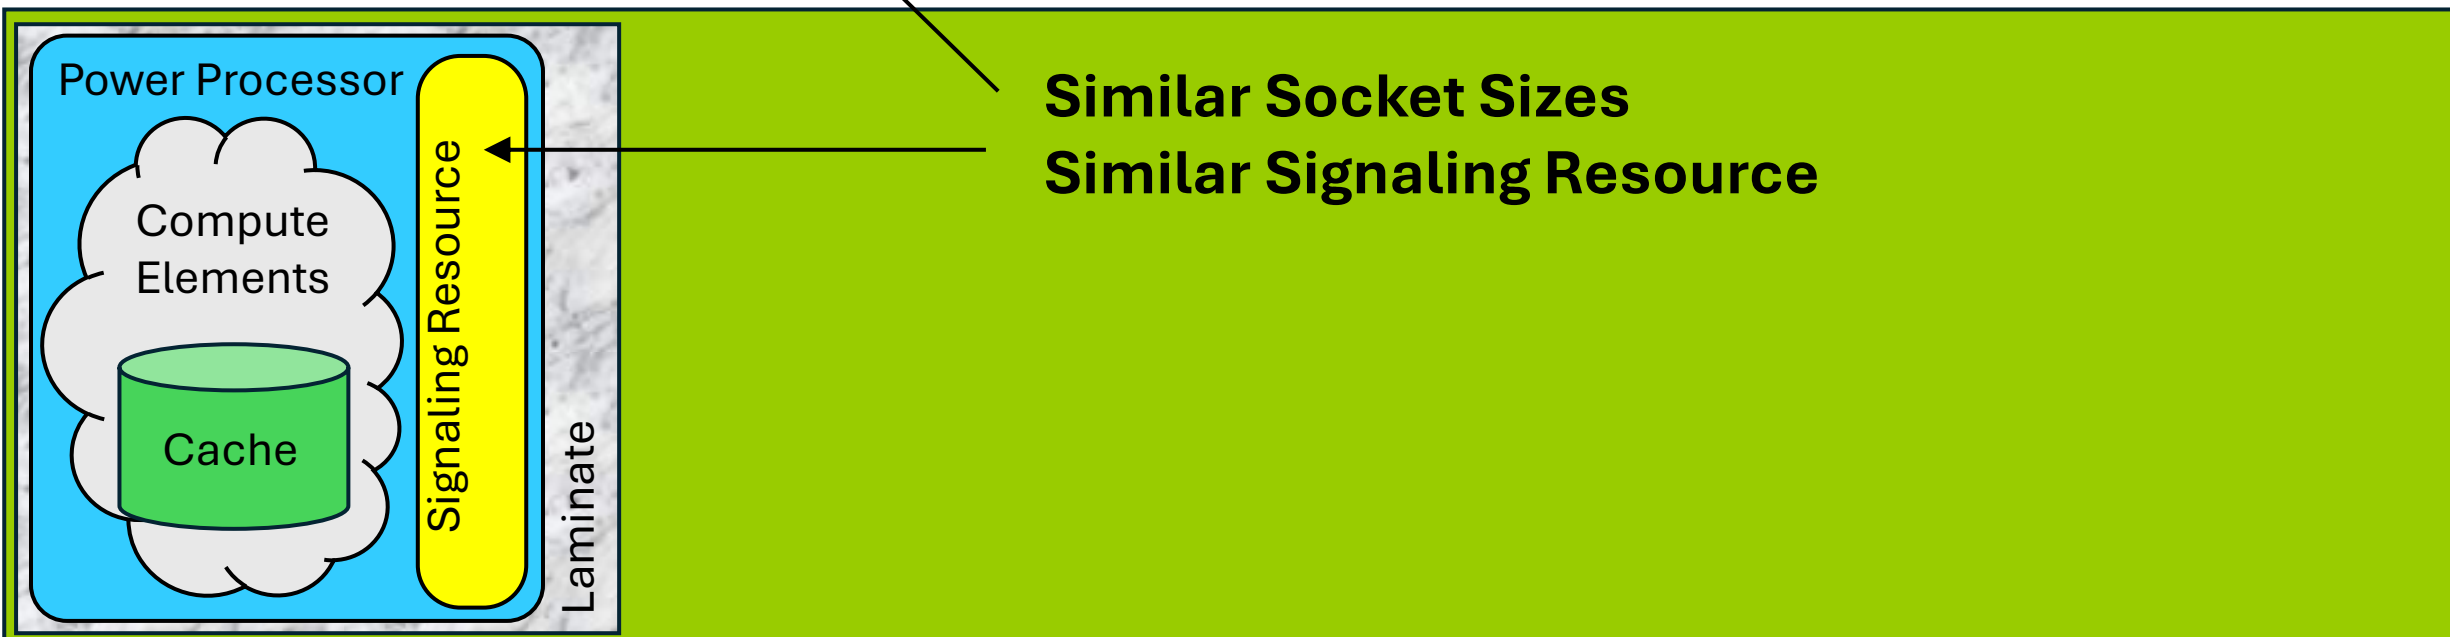 Power Processor
Compute
Elements
Cache
Signaling Resource
Laminate
Similar Socket Sizes
Similar Signaling Resource